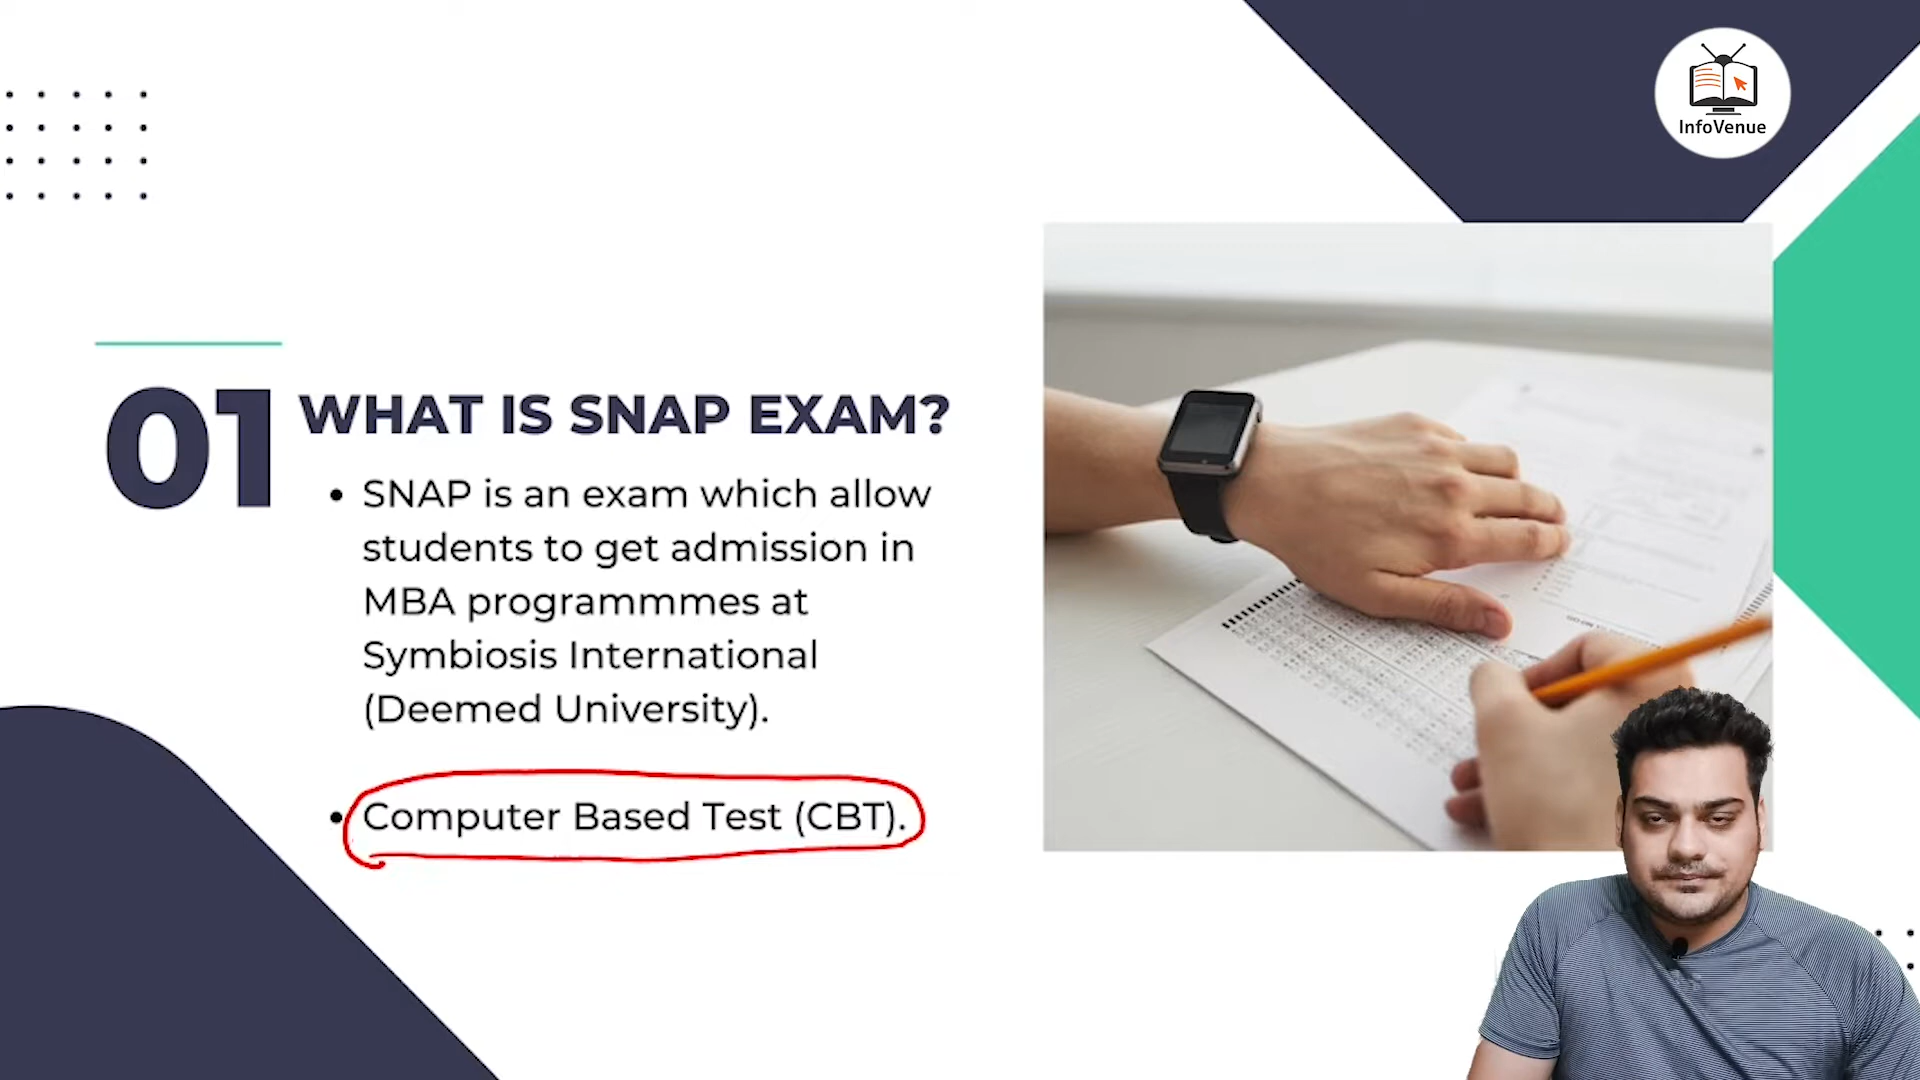 InfoVenue
01
WHAT IS SNAP EXAM?
• SNAP is an exam which allow
students to get admission in
MBA programmmes at
Symbiosis International
(Deemed University).
• Computer Based Test (CBT).